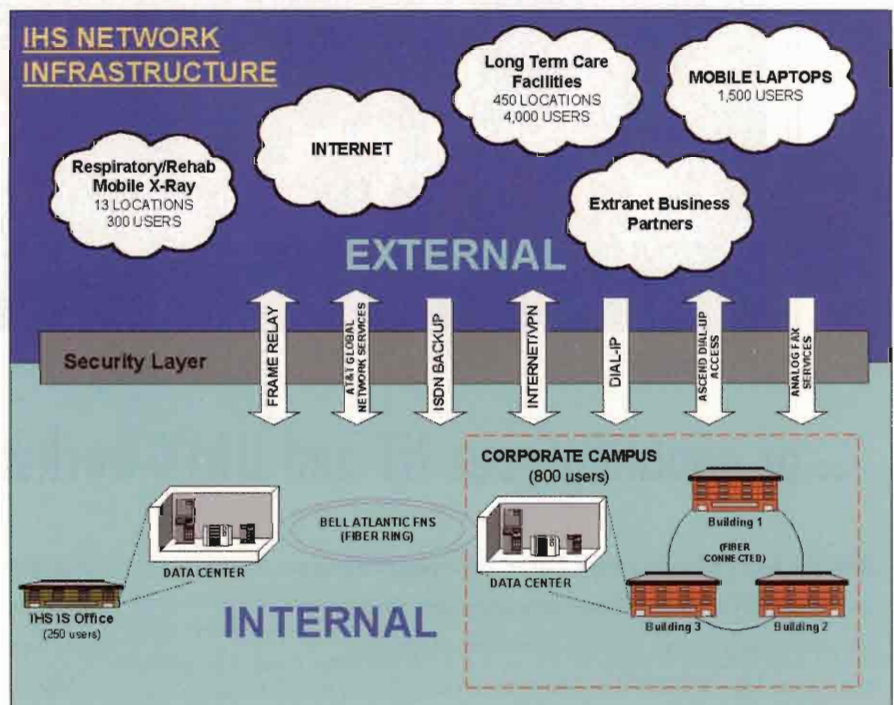 IHS NETWORK
INFRASTRUCTURE
Long Term Care
Facilities
450 LOCATIONS
4,000 USERS
MOBILE LAPTOPS
1,500 USERS
INTERNET
Respiratory/Rehab
Mobile X-Ray
13 LOCATIONS
300 USERS
Extranet Business
Partners
EXTERNAL
Security Layer
FRAME RELAY
AT&T GLOBAL
NETWORK SERVICES
ISDN BACKUP
INTERNET/VPN
DIAL-IP
ASCEND DIAL-UP
ACCESS
ANALOG FAX
SERVICES
CORPORATE CAMPUS
(800 users)
Building 1
BELL ATLANTIC FNS
(FIBER RING)
(FIBER
CONNECTED)
DATA CENTER
DATA CENTER
IHS IS Office
(250 users)
INTERNAL
Building 3
Building 2